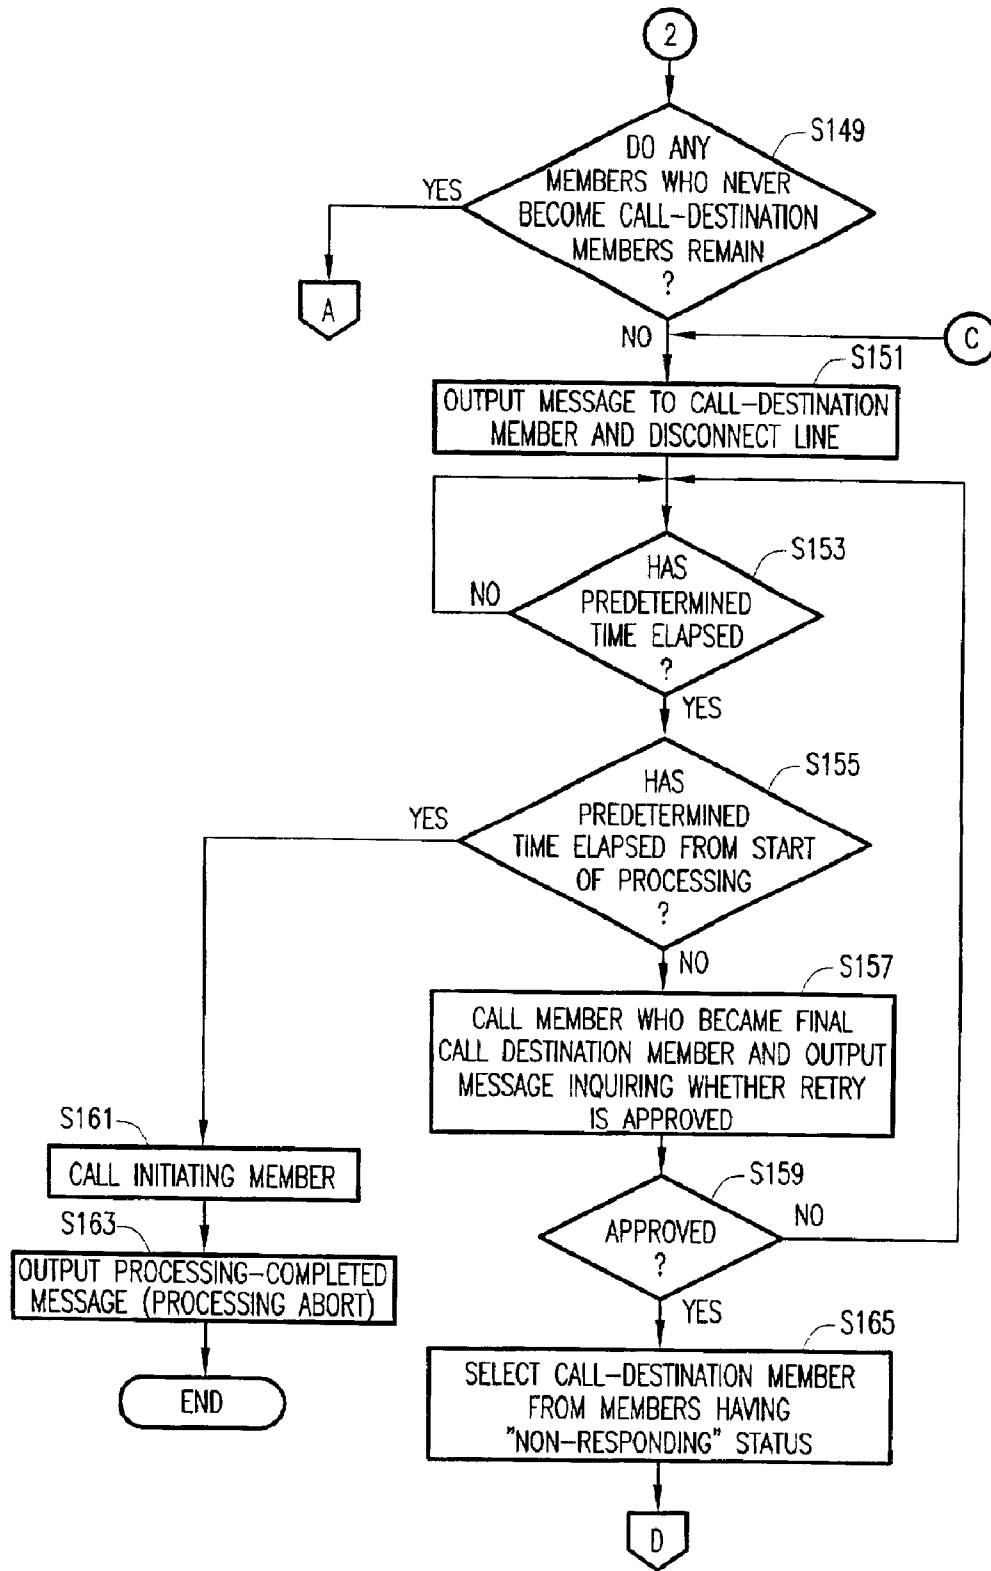 2
S149
DO ANY
MEMBERS WHO NEVER
BECOME CALL-DESTINATION
MEMBERS REMAIN
?
YES
A
NO
C
S151
OUTPUT MESSAGE TO CALL-DESTINATION
MEMBER AND DISCONNECT LINE
S153
HAS
PREDETERMINED
TIME ELAPSED
?
NO
YES
S155
HAS
PREDETERMINED
TIME ELAPSED FROM START
OF PROCESSING
?
YES
NO
S157
CALL MEMBER WHO BECAME FINAL
CALL DESTINATION MEMBER AND OUTPUT
MESSAGE INQUIRING WHETHER RETRY
IS APPROVED
S161
CALL INITIATING MEMBER
S159
APPROVED
?
NO
S163
OUTPUT PROCESSING-COMPLETED
MESSAGE (PROCESSING ABORT)
YES
END
S165
SELECT CALL-DESTINATION MEMBER
FROM MEMBERS HAVING
"NON-RESPONDING" STATUS
D